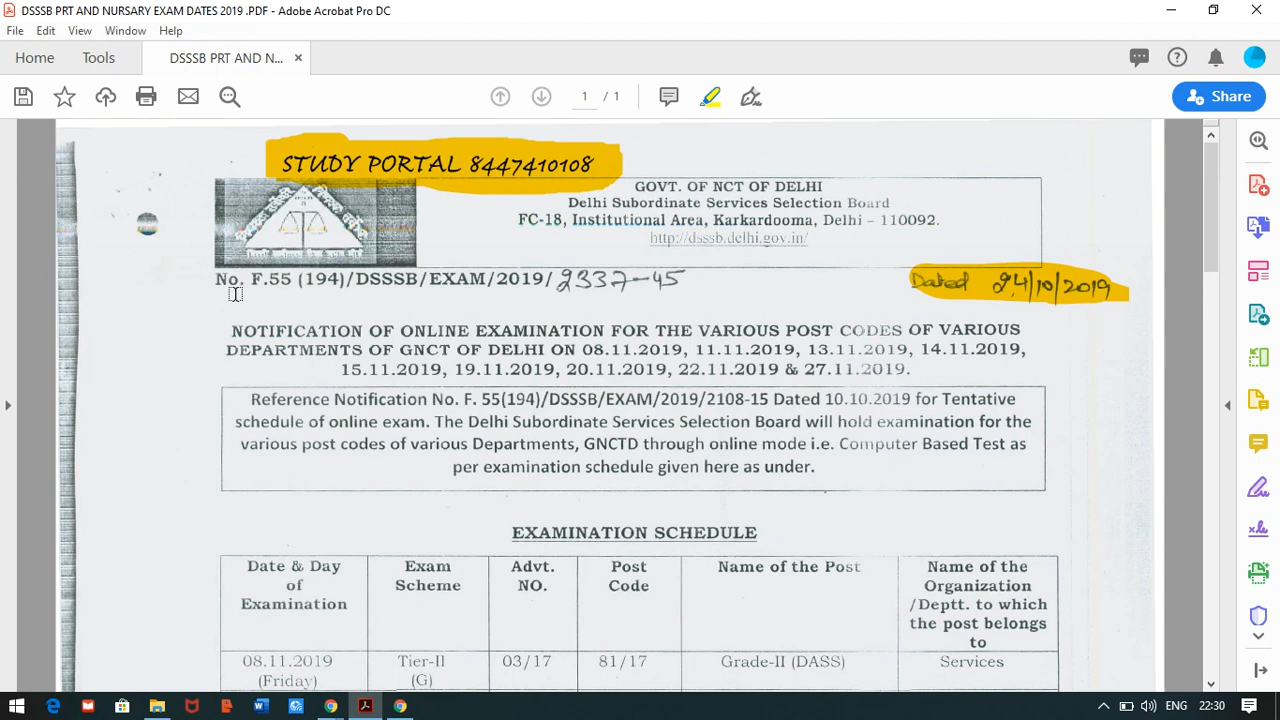 DSSSB PRT AND NURSARY EXAM DATES 2019 .PDF - Adobe Acrobat Pro DC
File Edit View Window Help
Home Tools DSSSB PRT AND N...
1 / 1
Share
STUDY PORTAL 8447410108
GOVT. OF NCT OF DELHI
Delhi Subordinate Services Selection Board
FC-18, Institutional Area, Karkardooma, Delhi – 110092.
http://dsssb.delhi.gov.in/
No. F.55 (194)/DSSSB/EXAM/2019/ 2337-45
Dated 24/10/2019
NOTIFICATION OF ONLINE EXAMINATION FOR THE VARIOUS POST CODES OF VARIOUS
DEPARTMENTS OF GNCT OF DELHI ON 08.11.2019, 11.11.2019, 13.11.2019, 14.11.2019,
15.11.2019, 19.11.2019, 20.11.2019, 22.11.2019 & 27.11.2019.
Reference Notification No. F. 55(194)/DSSSB/EXAM/2019/2108-15 Dated 10.10.2019 for Tentative
schedule of online exam. The Delhi Subordinate Services Selection Board will hold examination for the
various post codes of various Departments, GNCTD through online mode i.e. Computer Based Test as
per examination schedule given here as under.
EXAMINATION SCHEDULE
Date & Day of Examination Exam Scheme Advt. NO. Post Code Name of the Post Name of the Organization /Deptt. to which the post belongs to
08.11.2019 (Friday) Tier-II (G) 03/17 81/17 Grade-II (DASS) Services
ENG 22:30